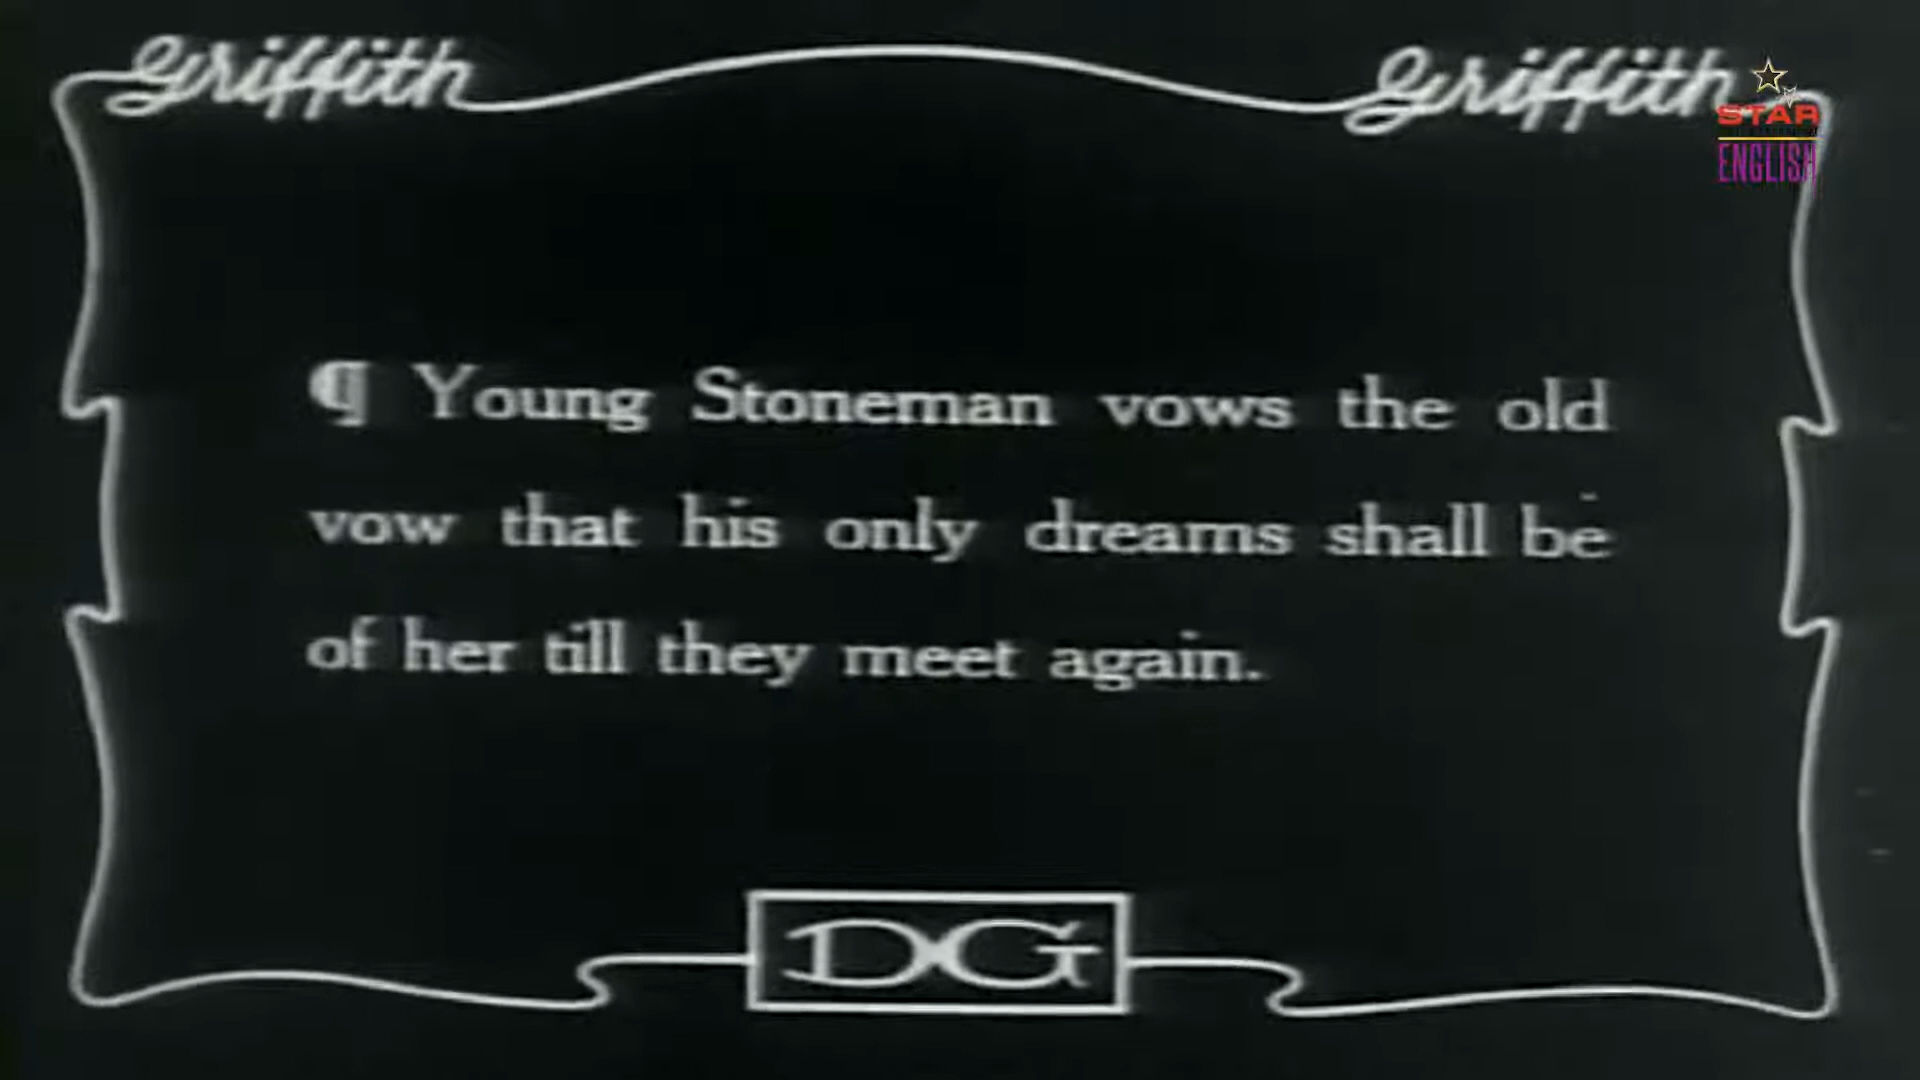 Griffith Griffith
STAR
ENGLISH
¶ Young Stoneman vows the old
vow that his only dreams shall be
of her till they meet again.
DG